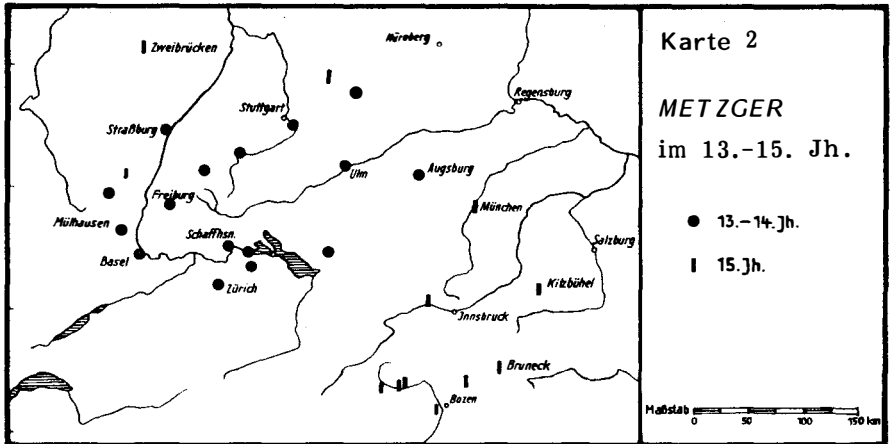 Zweibrücken
Nürnberg
Regensburg
Stuttgart
Straßburg
Ulm
Augsburg
Freiburg
München
Mülhausen
Schaffhsn.
Salzburg
Basel
Zürich
Kitzbühel
Innsbruck
Bruneck
Bozen
Karte 2
METZGER
im 13.-15. Jh.
13.-14.Jh.
15.Jh.
Maßstab 0 50 100 150 km